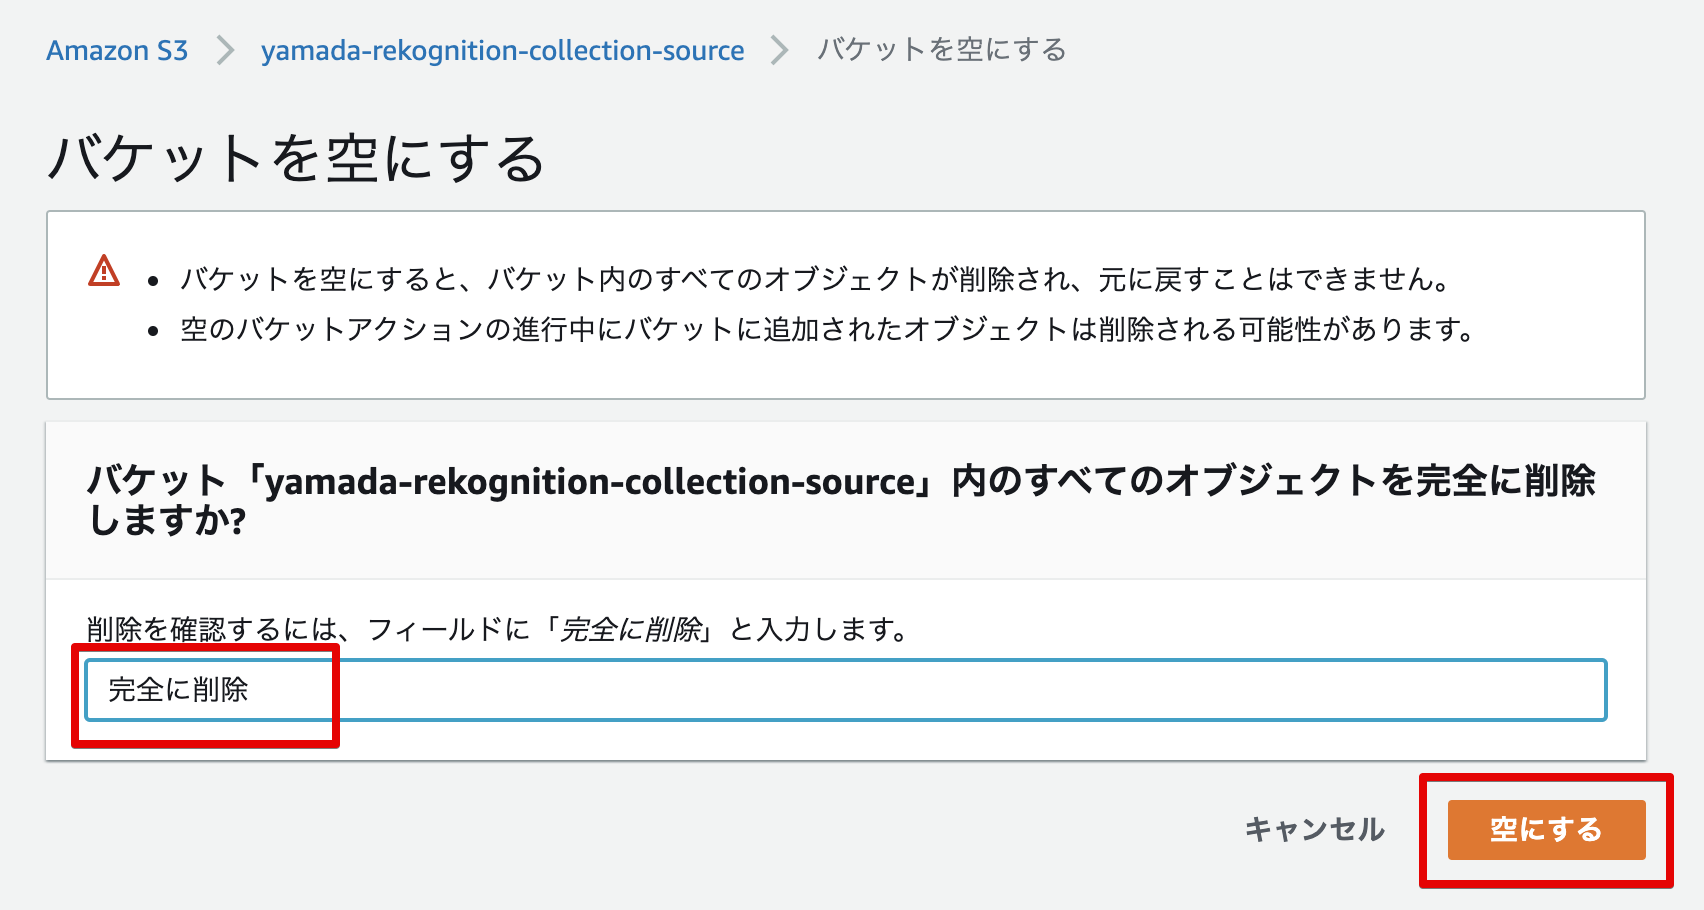 Amazon S3 > yamada-rekognition-collection-source > バケットを空にする
バケットを空にする
• バケットを空にすると、バケット内のすべてのオブジェクトが削除され、元に戻すことはできません。
• 空のバケットアクションの進行中にバケットに追加されたオブジェクトは削除される可能性があります。
バケット「yamada-rekognition-collection-source」内のすべてのオブジェクトを完全に削除
しますか?
削除を確認するには、フィールドに「完全に削除」と入力します。
完全に削除
キャンセル 空にする